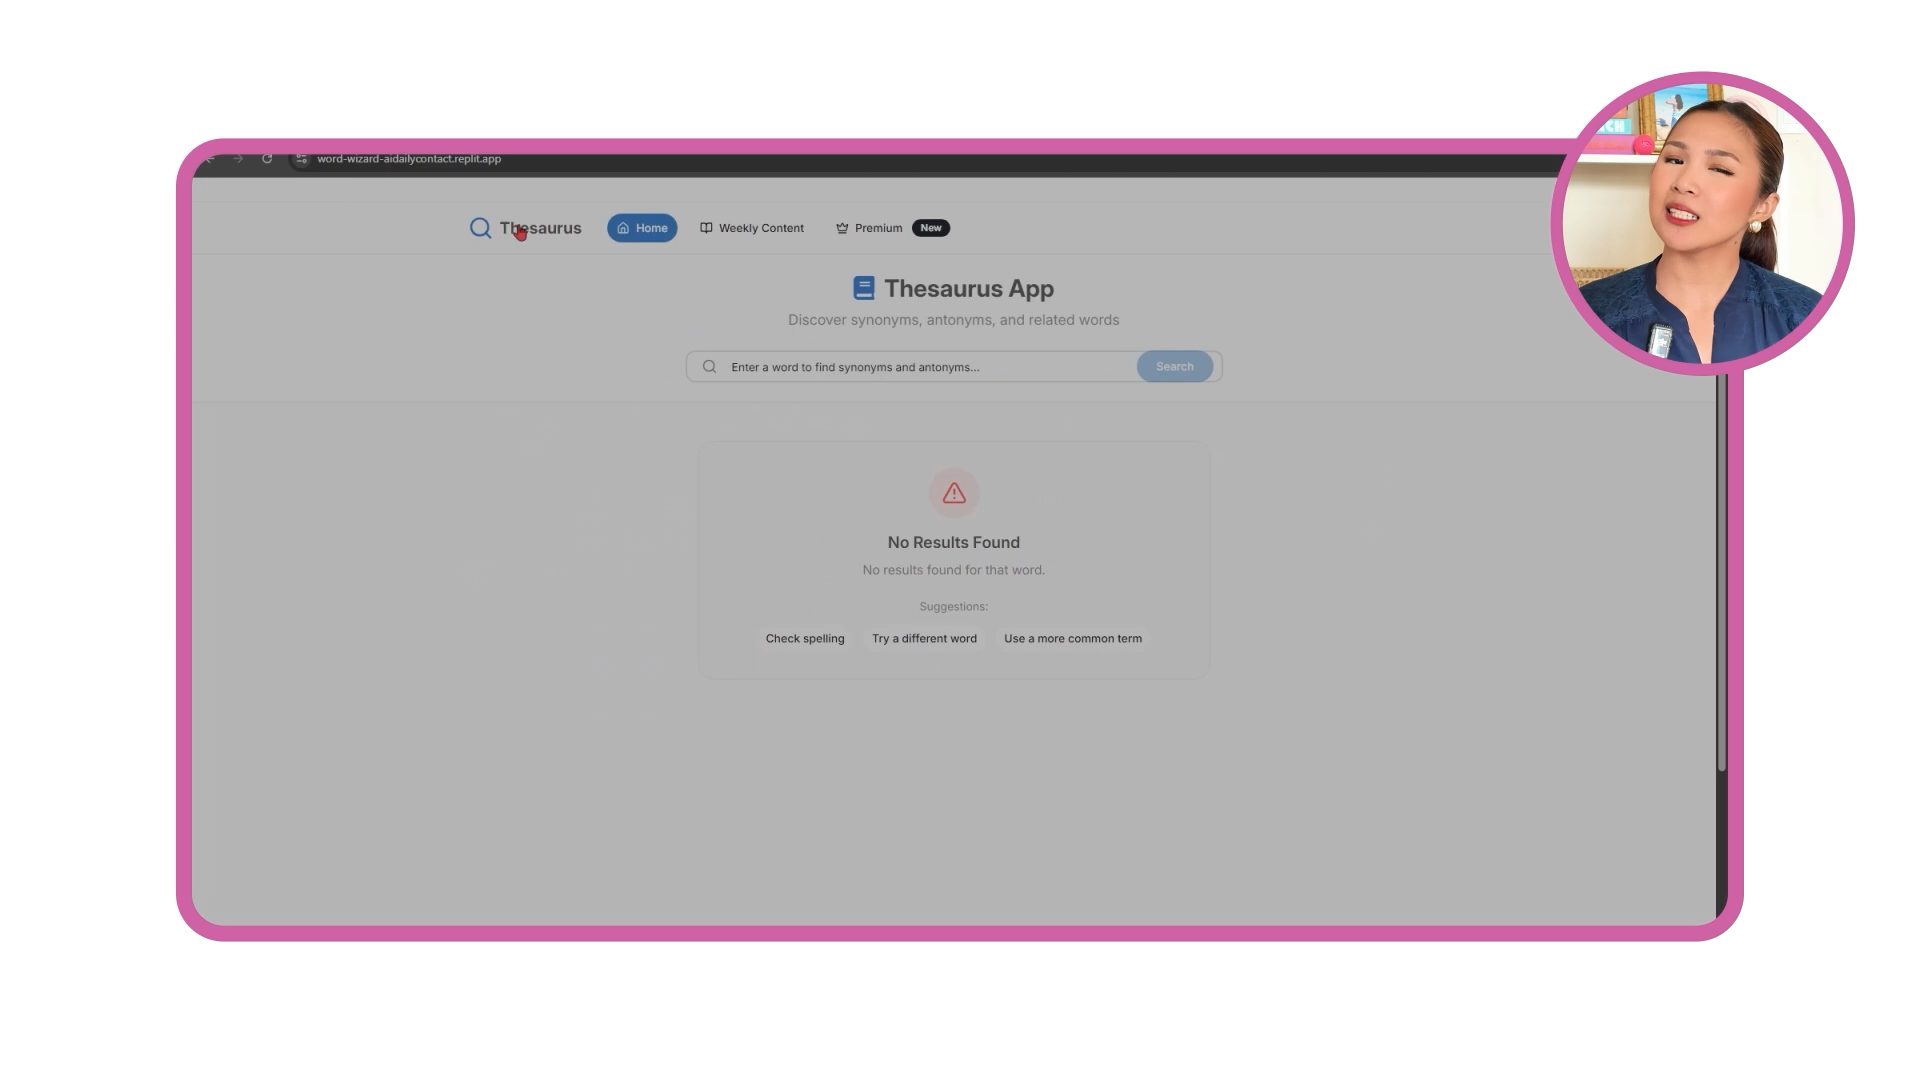 word-wizard-aidailycontact.replit.app
Thesaurus Home Weekly Content Premium New
Thesaurus App
Discover synonyms, antonyms, and related words
Enter a word to find synonyms and antonyms... Search
No Results Found
No results found for that word.
Suggestions:
Check spelling Try a different word Use a more common term